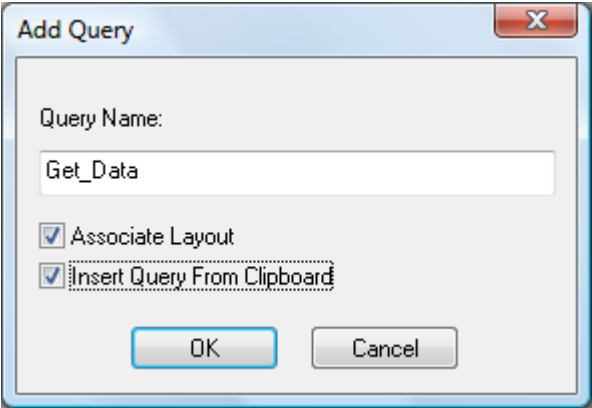 Add Query
Query Name:
Get_Data
Associate Layout
Insert Query From Clipboard
OK
Cancel